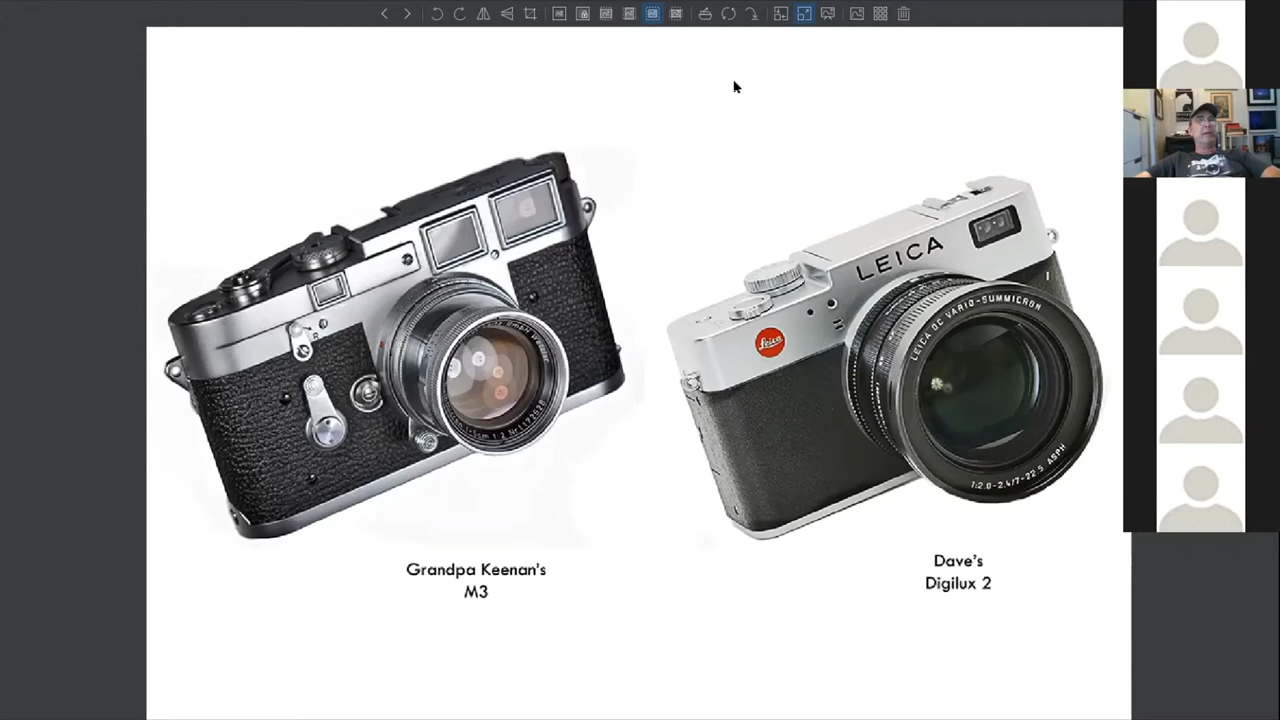 LEICA
Leica
LEICA DC VARIO-SUMMICRON
1:2.0-2.4/7-22.5 ASPH
Grandpa Keenan's
M3
Dave's
Digilux 2